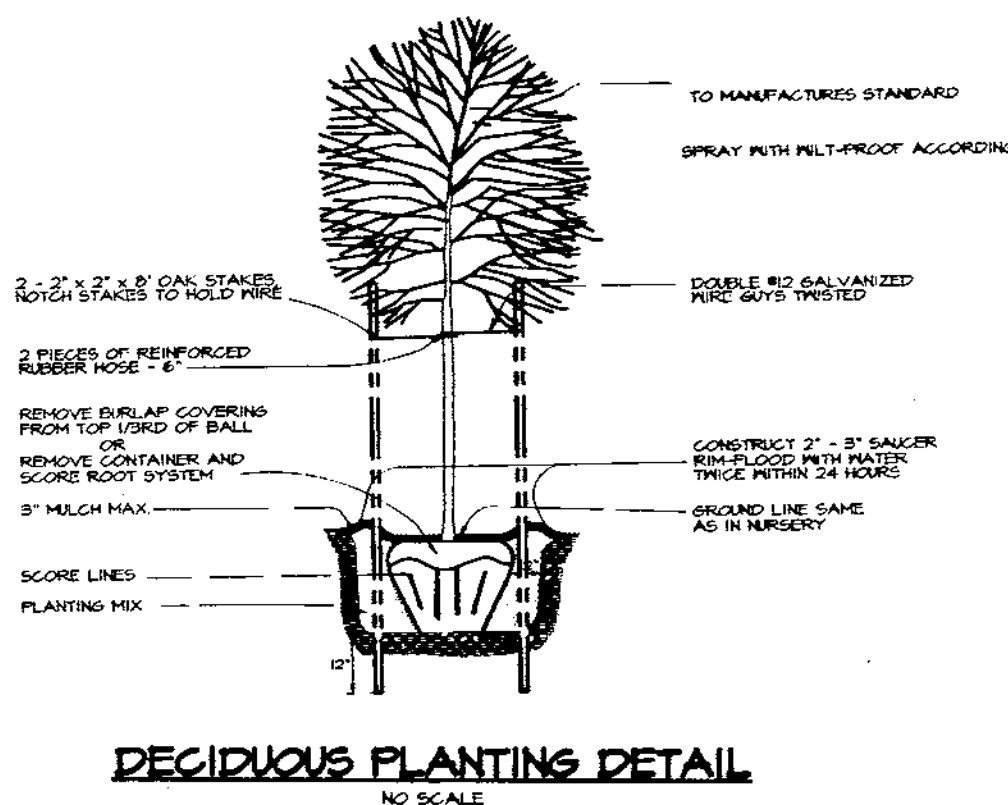 TO MANUFACTURES STANDARD
SPRAY WITH WILT-PROOF ACCORDING
2 - 2" x 2" x 8' OAK STAKES
NOTCH STAKES TO HOLD WIRE
DOUBLE #12 GALVANIZED
WIRE GUYS TWISTED
2 PIECES OF REINFORCED
RUBBER HOSE - 6"
REMOVE BURLAP COVERING
FROM TOP 1/3RD OF BALL
OR
REMOVE CONTAINER AND
SCORE ROOT SYSTEM
CONSTRUCT 2" - 3" SAUCER
RIM-FLOOD WITH WATER
TWICE WITHIN 24 HOURS
3" MULCH MAX.
GROUND LINE SAME
AS IN NURSERY
SCORE LINES
PLANTING MIX
12"
DECIDUOUS PLANTING DETAIL
NO SCALE